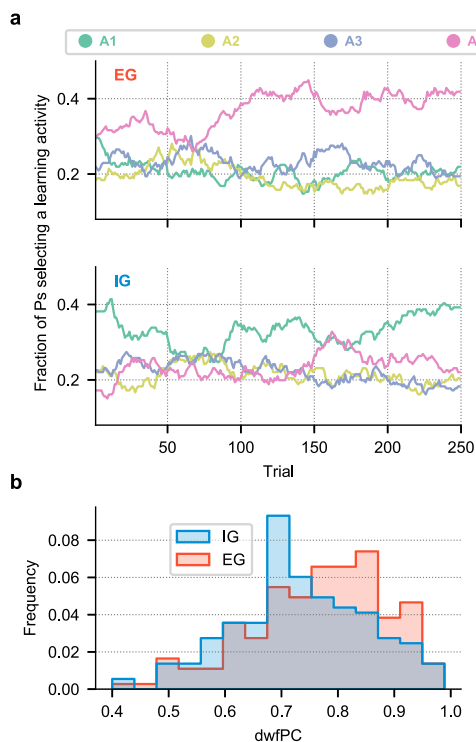 a
A1 A2 A3 A
EG
0.4
0.2
IG
0.4
0.2
50 100 150 200 250
Trial
Fraction of Ps selecting a learning activity
b
IG
EG
0.08
0.06
0.04
0.02
0.00
0.4 0.5 0.6 0.7 0.8 0.9 1.0
Frequency
dwfPC